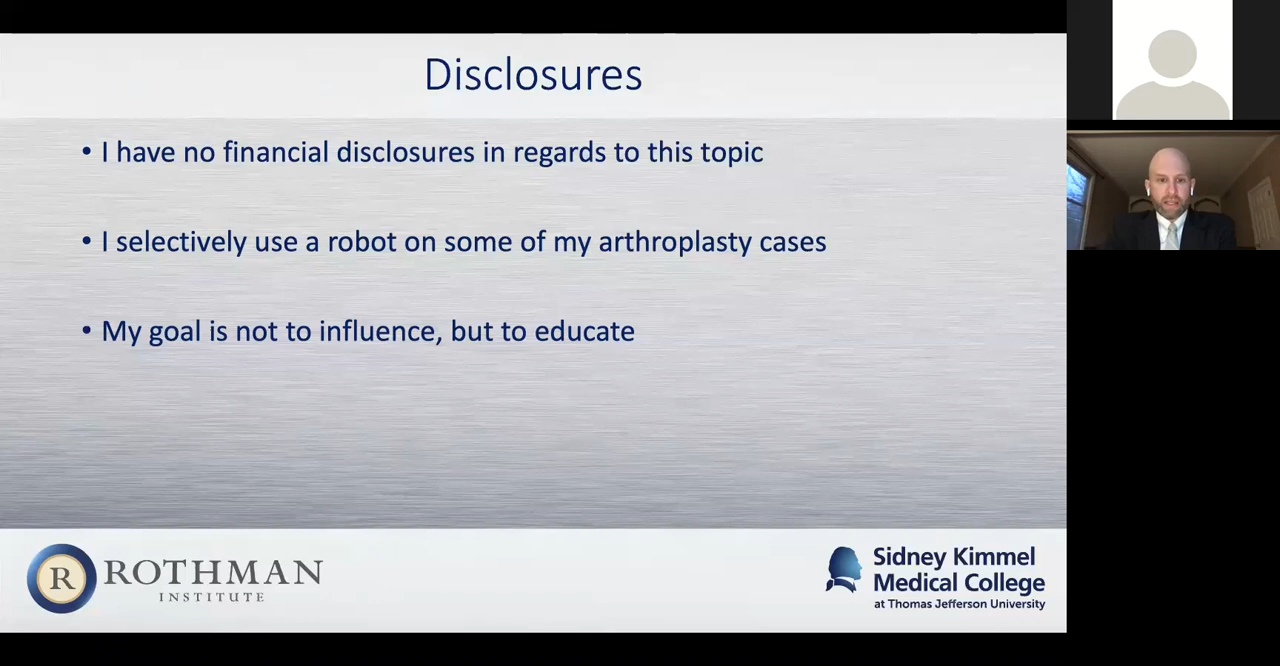 Disclosures
• I have no financial disclosures in regards to this topic
• I selectively use a robot on some of my arthroplasty cases
• My goal is not to influence, but to educate
R ROTHMAN
INSTITUTE
Sidney Kimmel
Medical College
at Thomas Jefferson University